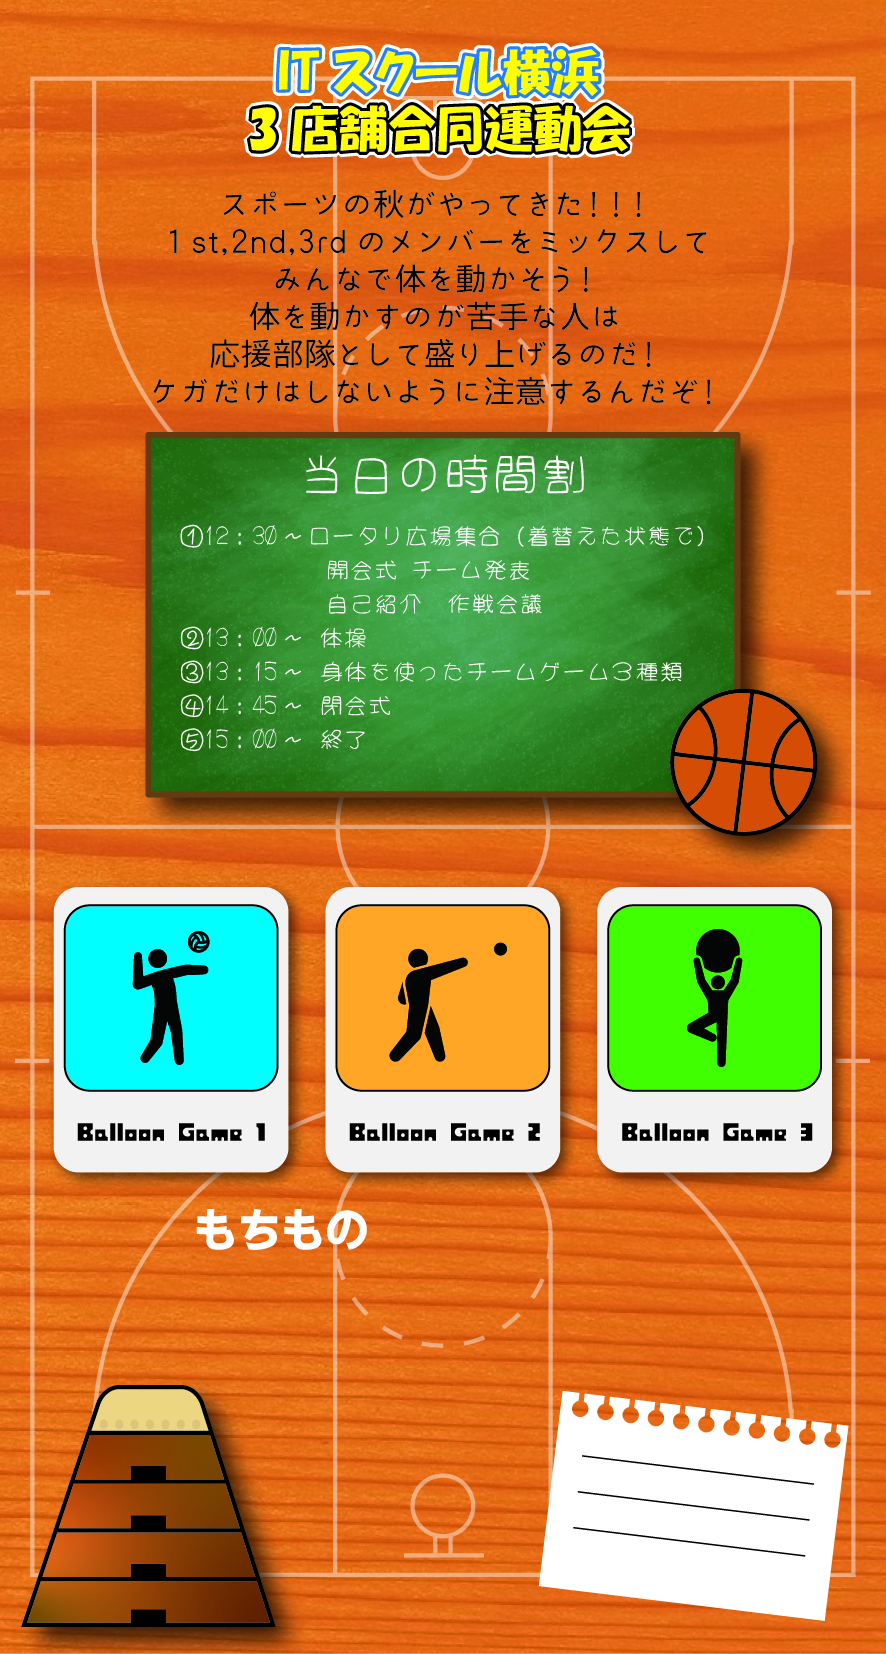 ITスクール横浜
3店舗合同運動会
スポーツの秋がやってきた！！！
1st,2nd,3rdのメンバーをミックスして
みんなで体を動かそう！
体を動かすのが苦手な人は
応援部隊として盛り上げるのだ！
ケガだけはしないように注意するんだぞ！
当日の時間割
①12：30～ロータリ広場集合（着替えた状態で）
開会式 チーム発表
自己紹介　作戦会議
②13：00～ 体操
③13：15～ 身体を使ったチームゲーム3種類
④14：45～ 閉会式
⑤15：00～ 終了
Balloon Game 1
Balloon Game 2
Balloon Game 3
もちもの